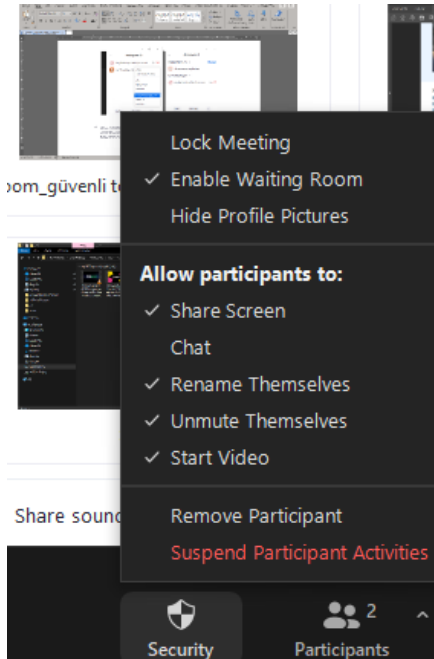 oom_güvenli t
Lock Meeting
Enable Waiting Room
Hide Profile Pictures
Allow participants to:
Share Screen
Chat
Rename Themselves
Unmute Themselves
Start Video
Share sound
Remove Participant
Suspend Participant Activities
2
Security
Participants